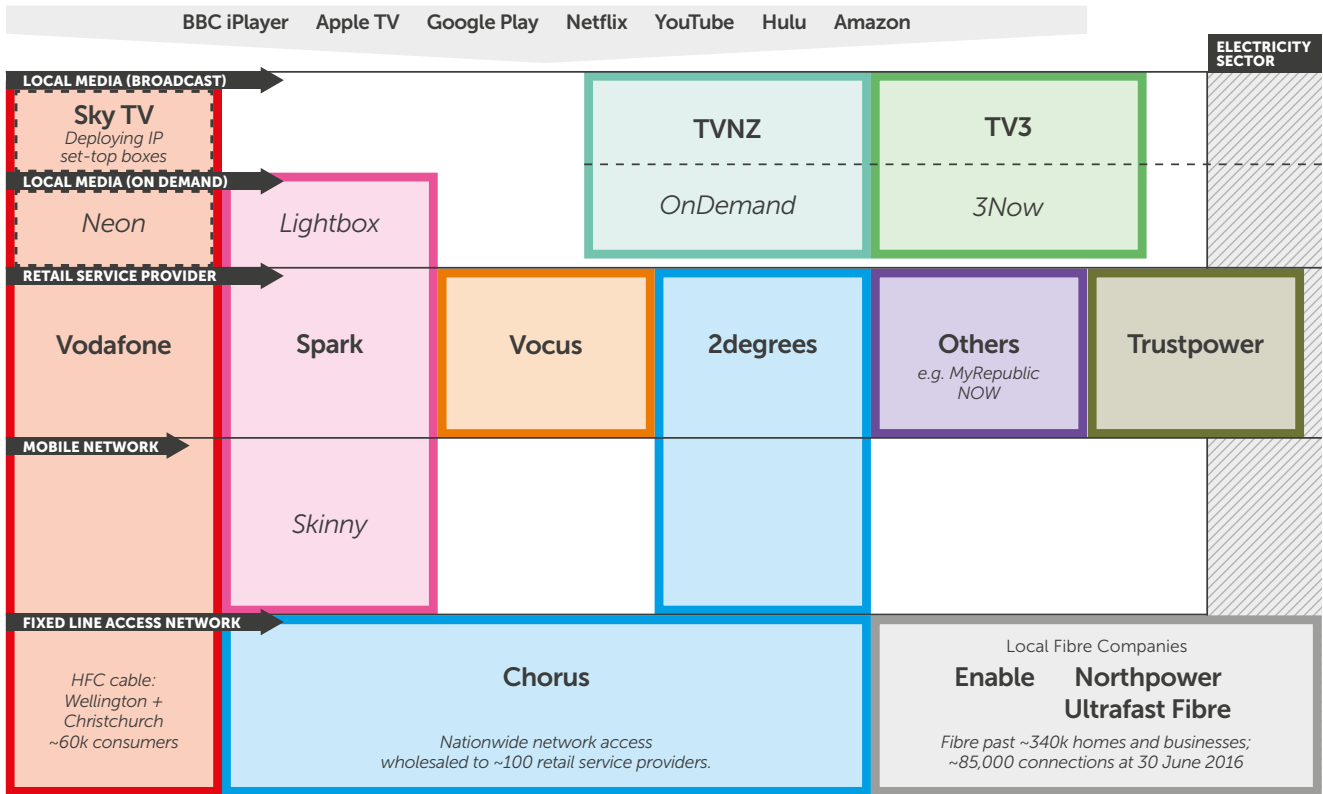 BBC iPlayer Apple TV Google Play Netflix YouTube Hulu Amazon
ELECTRICITY
SECTOR
LOCAL MEDIA (BROADCAST)
Sky TV
Deploying IP
set-top boxes
TVNZ
TV3
LOCAL MEDIA (ON DEMAND)
Neon
Lightbox
OnDemand
3Now
RETAIL SERVICE PROVIDER
Vodafone
Spark
Vocus
2degrees
Others
e.g. MyRepublic
NOW
Trustpower
MOBILE NETWORK
Skinny
FIXED LINE ACCESS NETWORK
HFC cable:
Wellington +
Christchurch
~60k consumers
Chorus
Nationwide network access
wholesaled to ~100 retail service providers.
Local Fibre Companies
Enable Northpower
Ultrafast Fibre
Fibre past ~340k homes and businesses;
~85,000 connections at 30 June 2016